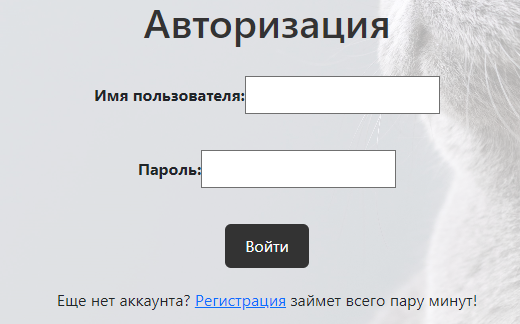 Авторизация
Имя пользователя:
Пароль:
Войти
Еще нет аккаунта? Регистрация займет всего пару минут!